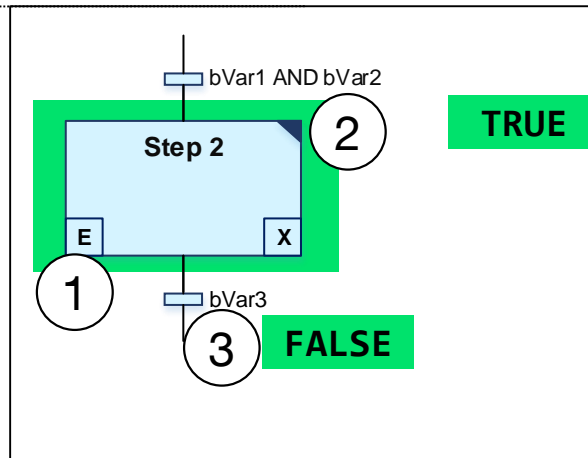 bVar1 AND bVar2
2
TRUE
Step 2
E
X
1
bVar3
3
FALSE